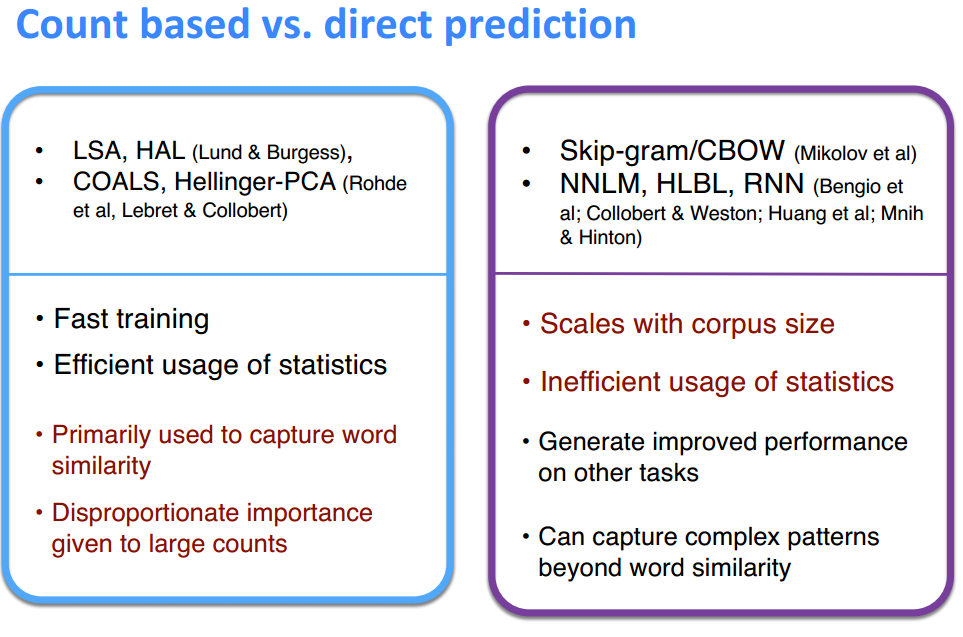 Count based vs. direct prediction
• LSA, HAL (Lund & Burgess),
• COALS, Hellinger-PCA (Rohde
et al, Lebret & Collobert)
• Fast training
• Efficient usage of statistics
• Primarily used to capture word
similarity
• Disproportionate importance
given to large counts
• Skip-gram/CBOW (Mikolov et al)
• NNLM, HLBL, RNN (Bengio et
al; Collobert & Weston; Huang et al; Mnih
& Hinton)
• Scales with corpus size
• Inefficient usage of statistics
• Generate improved performance
on other tasks
• Can capture complex patterns
beyond word similarity